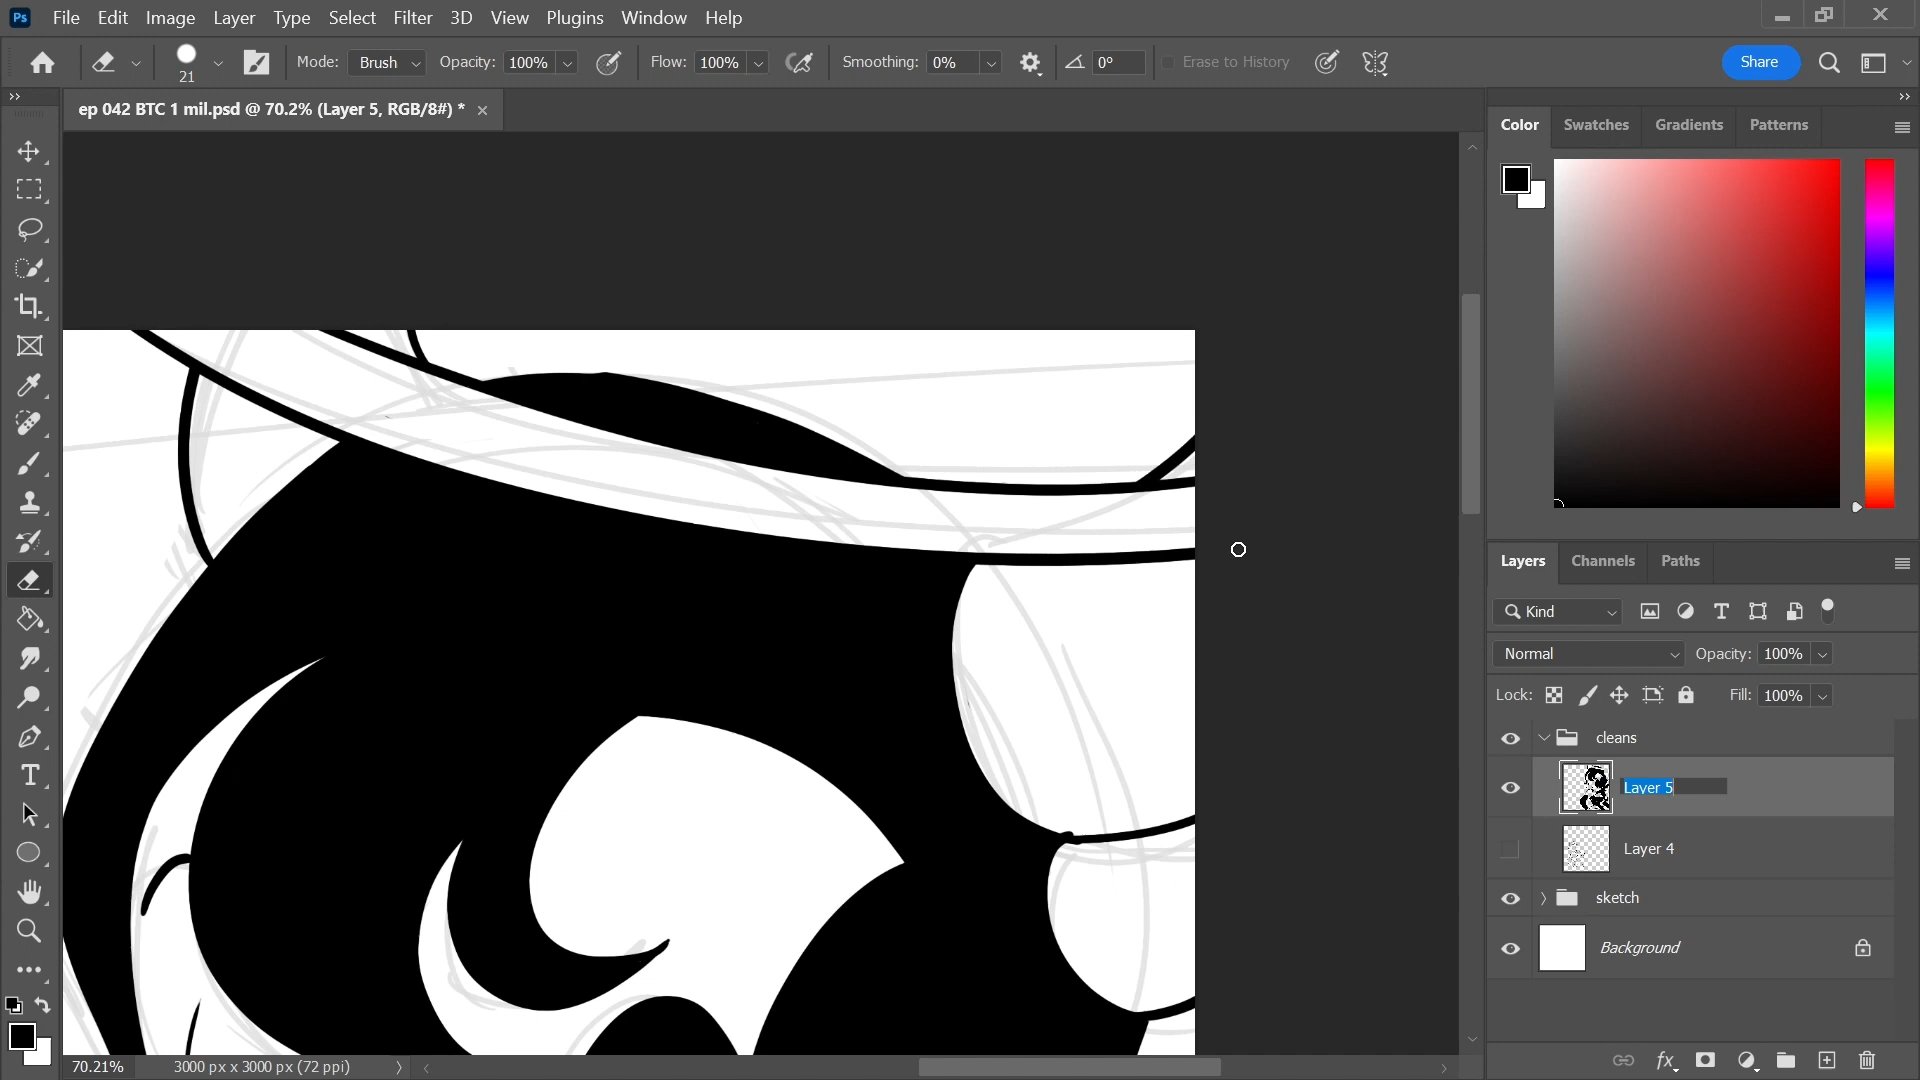 Ps File Edit Image Layer Type Select Filter 3D View Plugins Window Help
21 Mode: Brush Opacity: 100% Flow: 100% Smoothing: 0% 0° Erase to History Share
ep 042 BTC 1 mil.psd @ 70.2% (Layer 5, RGB/8#) *
Color Swatches Gradients Patterns
Layers Channels Paths
Kind
Normal Opacity: 100%
Lock: Fill: 100%
cleans
Layer 5
Layer 4
sketch
Background
70.21% 3000 px x 3000 px (72 ppi)